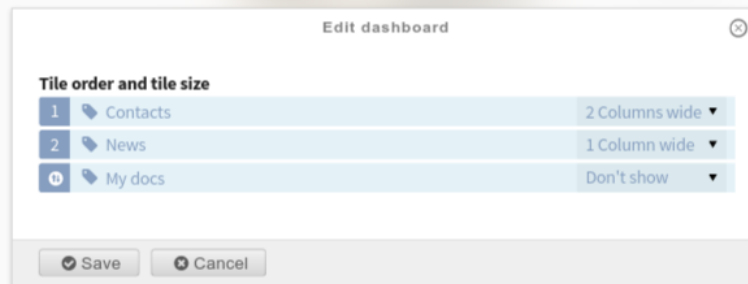 Edit dashboard
Tile order and tile size
1 Contacts 2 Columns wide
2 News 1 Column wide
My docs Don't show
Save Cancel